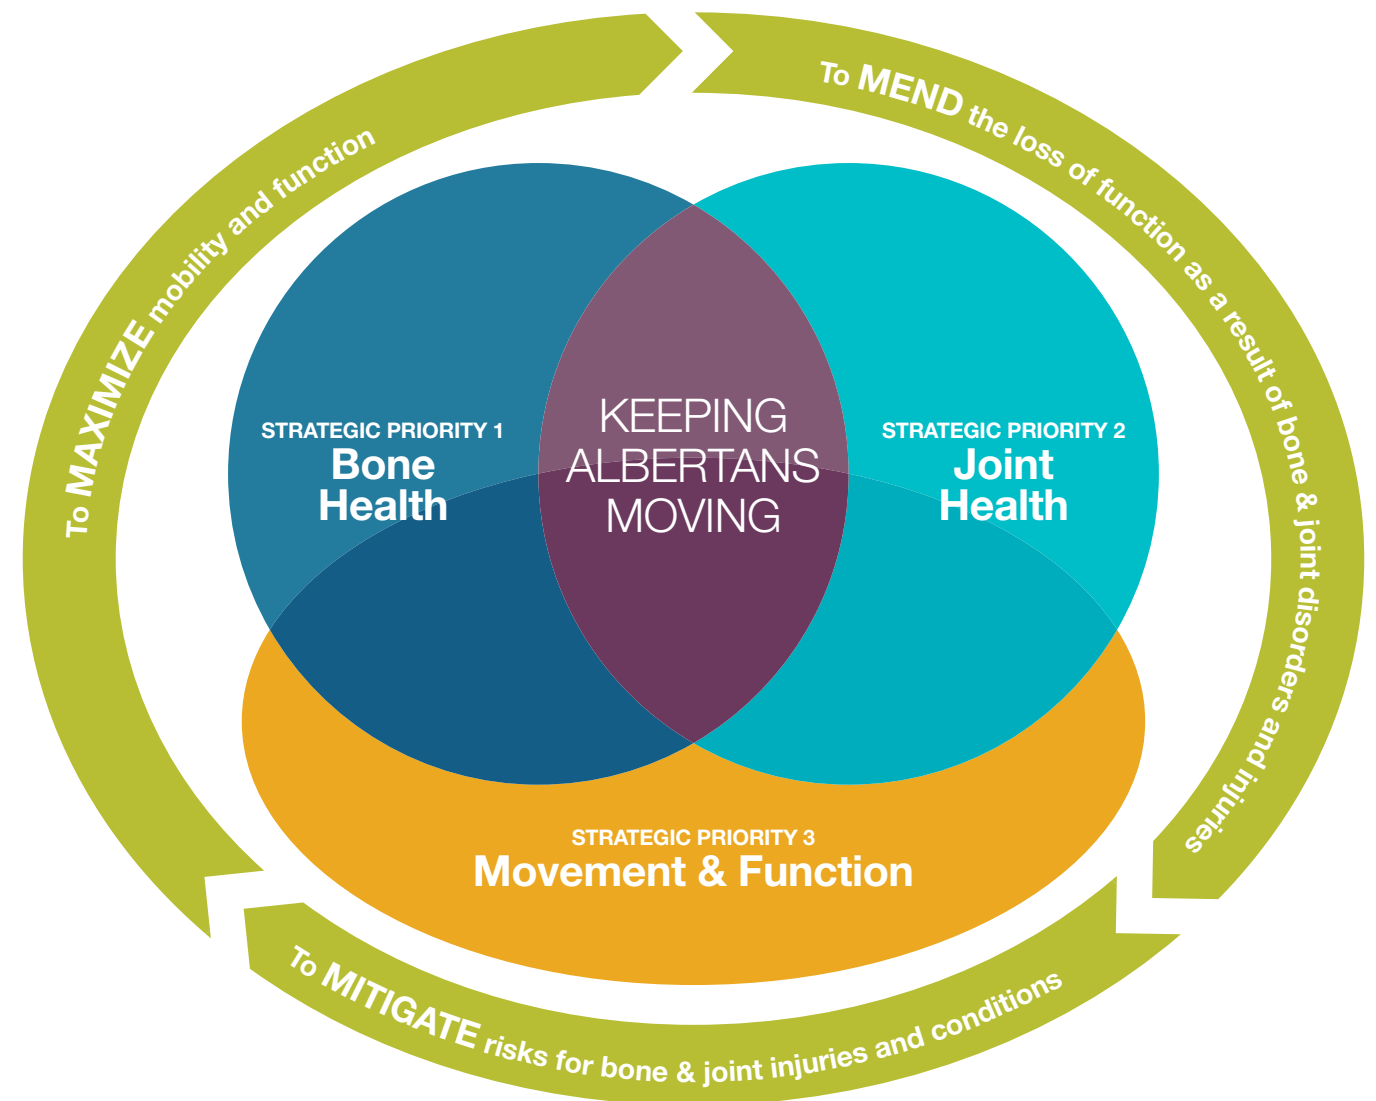 To MAXIMIZE mobility and function
To MEND the loss of function as a result of bone & joint disorders and injuries
STRATEGIC PRIORITY 1
Bone
Health
KEEPING
ALBERTANS
MOVING
STRATEGIC PRIORITY 2
Joint
Health
STRATEGIC PRIORITY 3
Movement & Function
To MITIGATE risks for bone & joint injuries and conditions